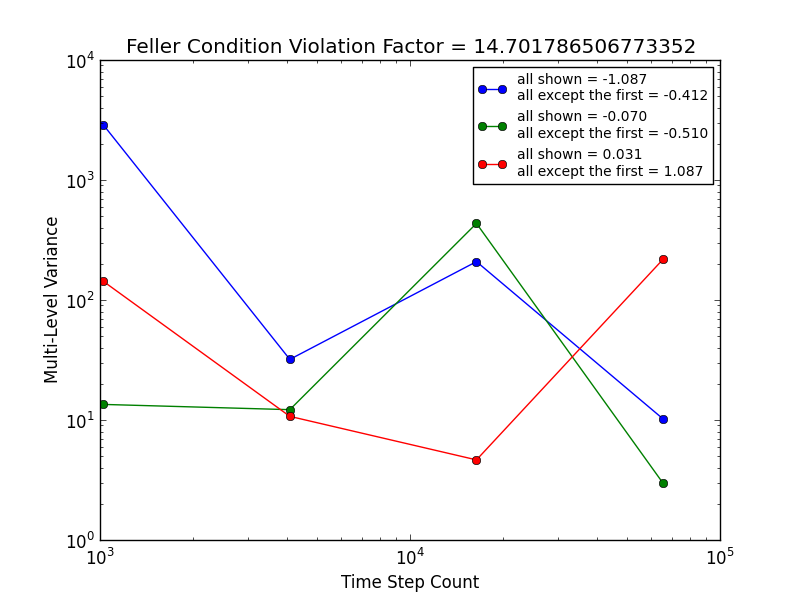 Feller Condition Violation Factor = 14.701786506773352
all shown = -1.087
all except the first = -0.412
all shown = -0.070
all except the first = -0.510
all shown = 0.031
all except the first = 1.087
Multi-Level Variance
10^4
10^3
10^2
10^1
10^0
10^3 10^4 10^5
Time Step Count